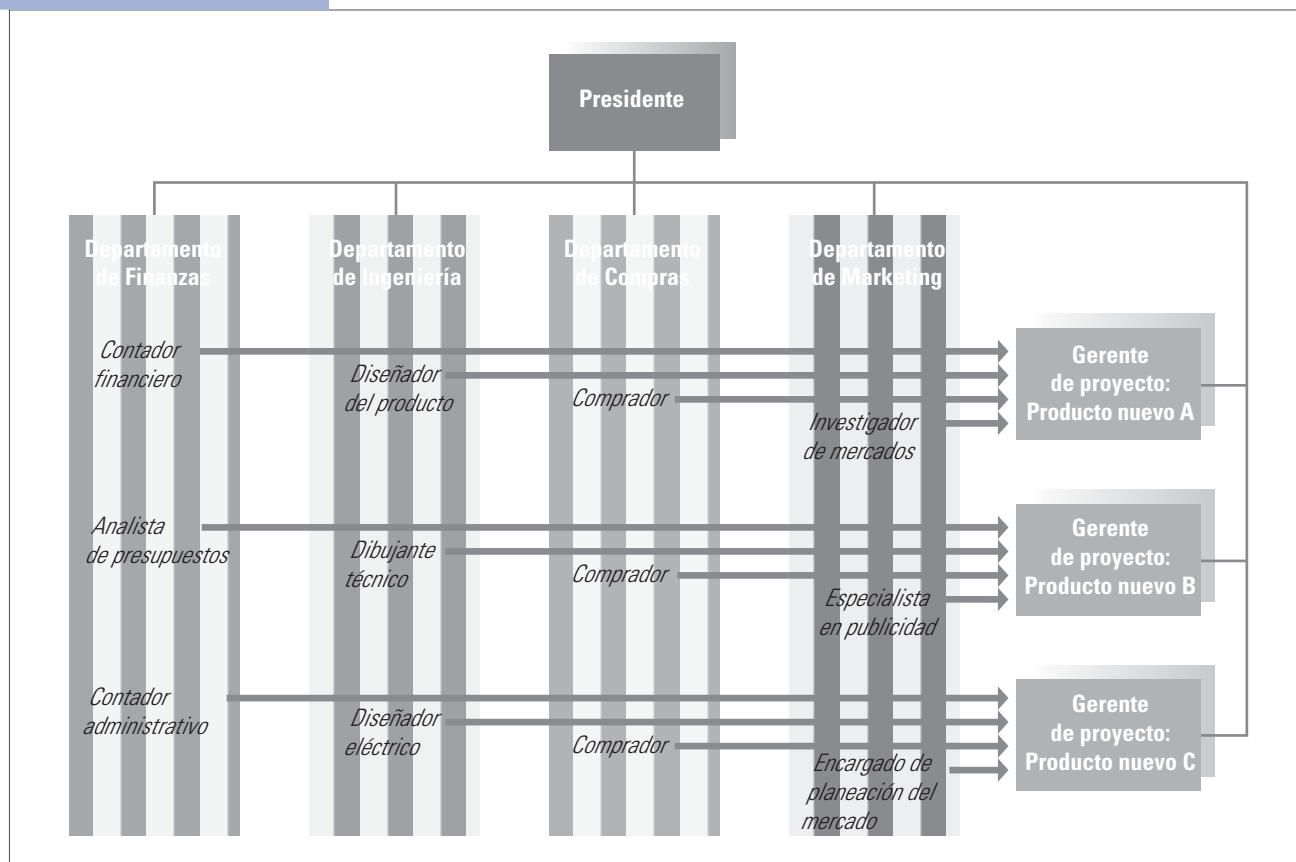 Presidente
Departamento
de Finanzas
Departamento
de Ingeniería
Departamento
de Compras
Departamento
de Marketing
Contador
financiero
Diseñador
del producto
Comprador
Investigador
de mercados
Gerente
de proyecto:
Producto nuevo A
Analista
de presupuestos
Dibujante
técnico
Comprador
Especialista
en publicidad
Gerente
de proyecto:
Producto nuevo B
Contador
administrativo
Diseñador
eléctrico
Comprador
Encargado de
planeación del
mercado
Gerente
de proyecto:
Producto nuevo C